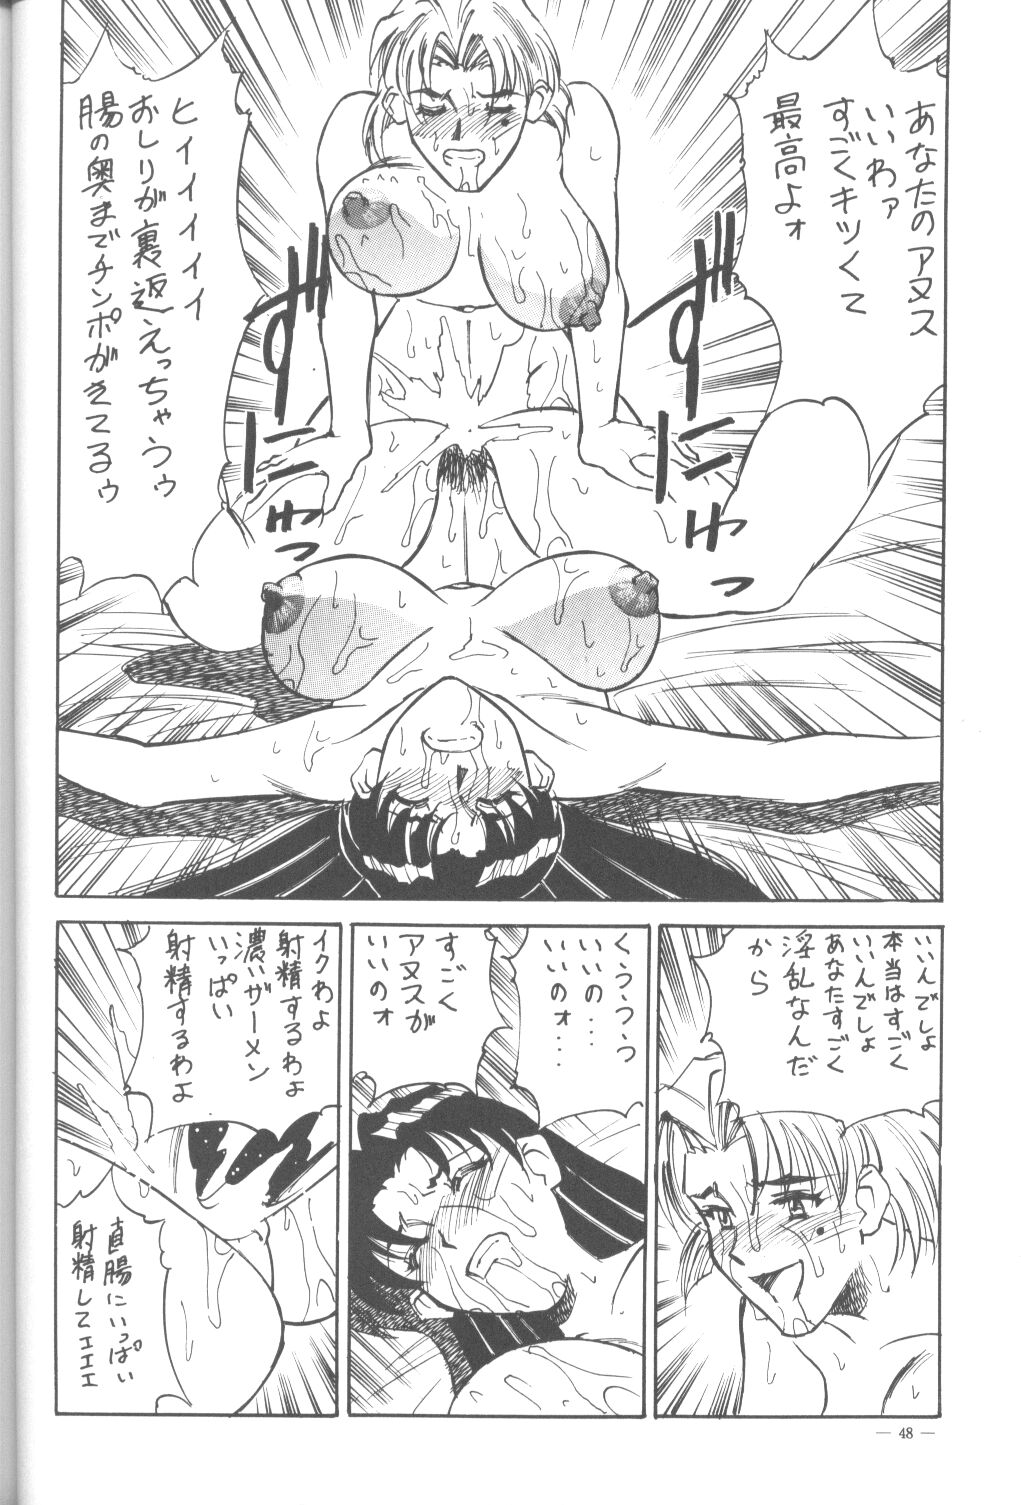 あなたのアヌス
いいわァ
すごくキツくて
最高よォ
ヒイイイイイ
おしりが裏返えっちゃうゥ
腸の奥までチンポがきてるゥ
ずにゅっ
ずにゅっ
いいんでしょ
本当はすごく
いいんでしょ
あなたすごく
淫乱なんだ
から
くうううう
いいの…
いいのォ…
すごく
アヌスが
いいのォ
イクわよ
射精するわよ
濃いザーメン
いっぱい
射精するわよ
直腸にいっぱい
射精してェェェ
— 48 —